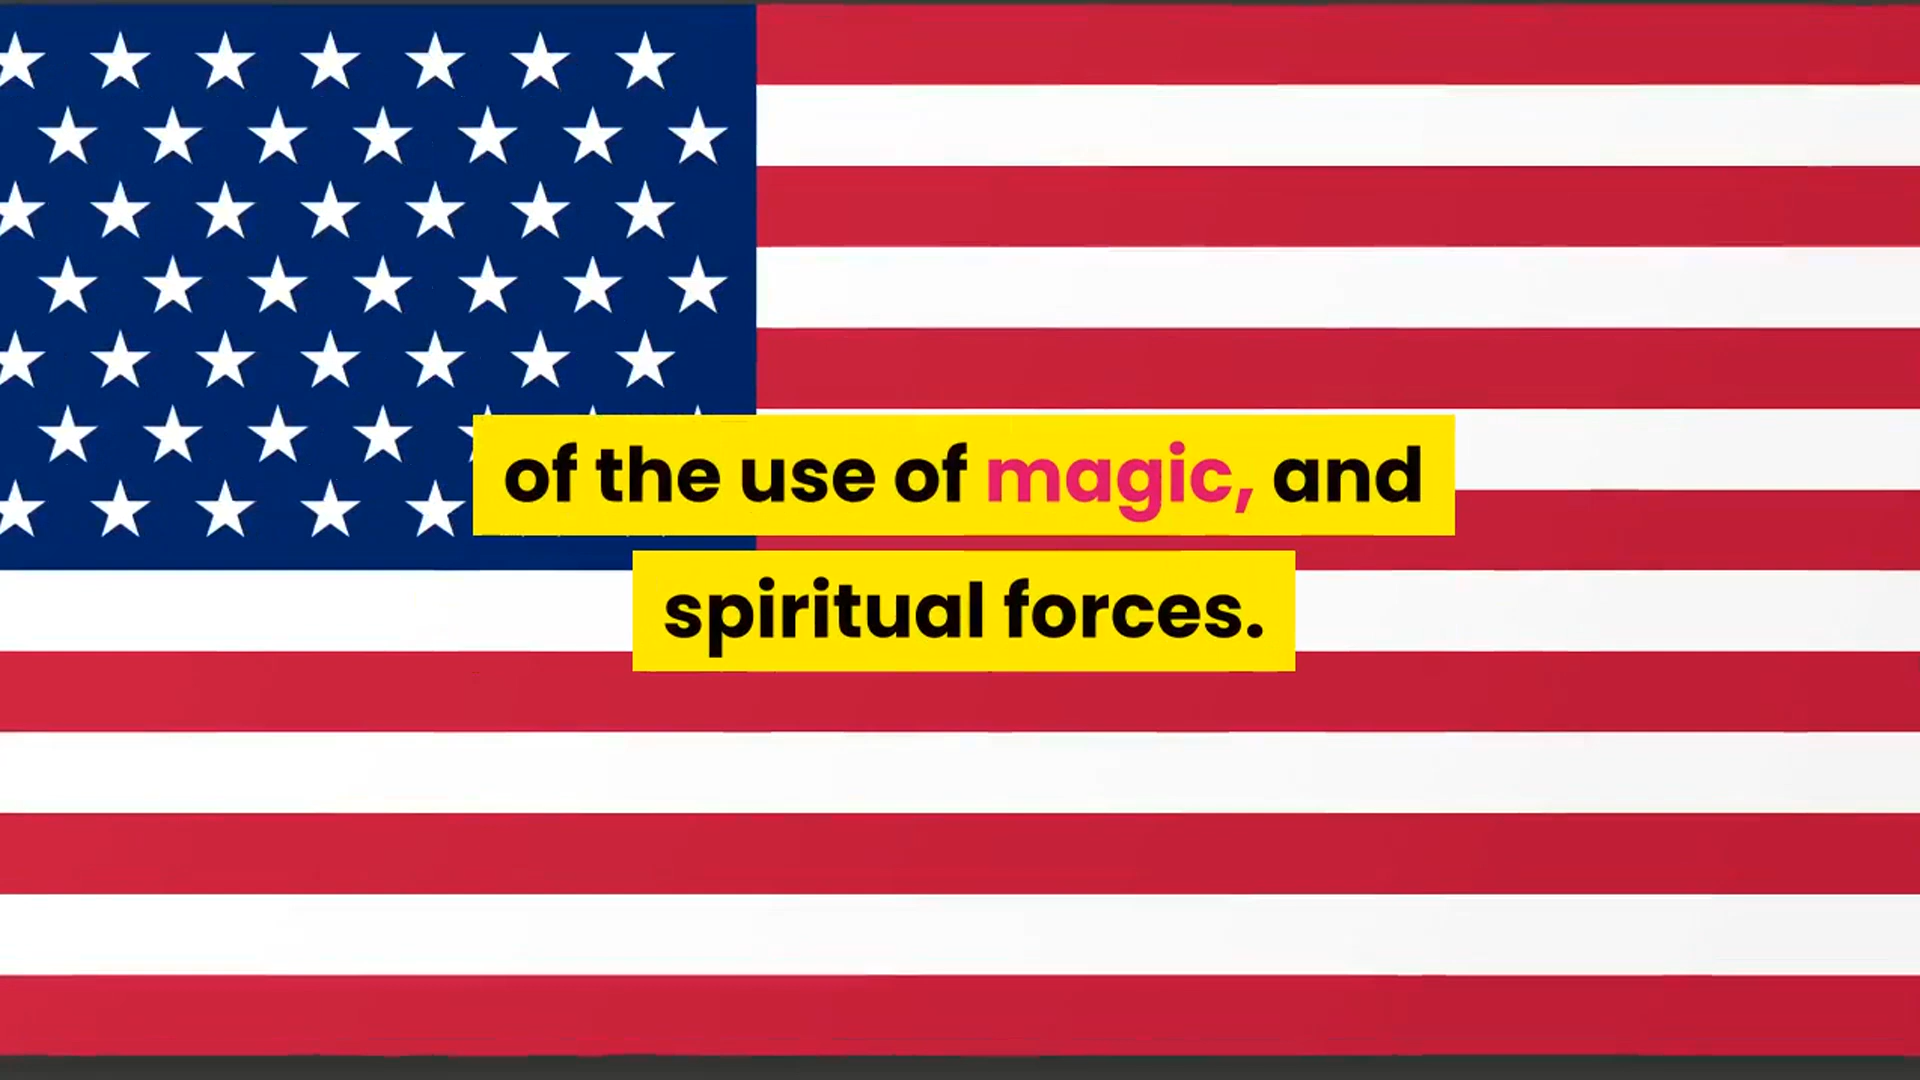 of the use of magic, and
spiritual forces.